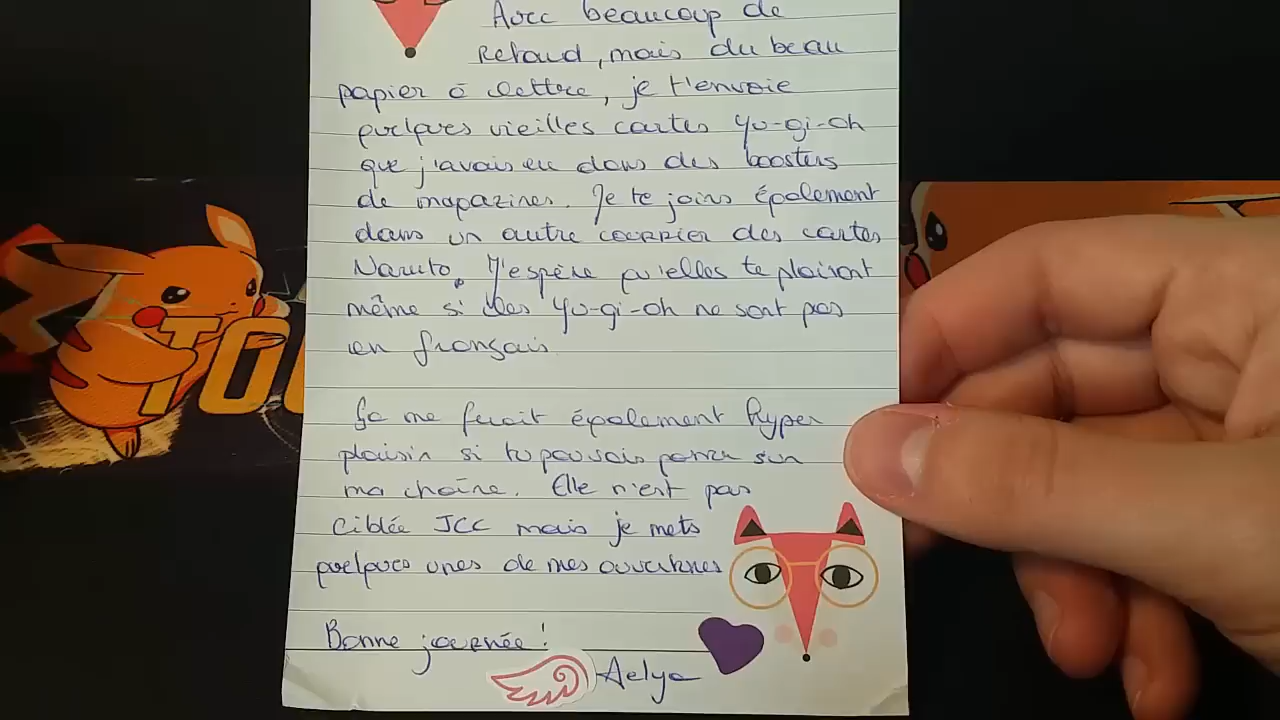 Avec beaucoup de
Retard, mais du beau
papier à lettre, je t'envoie
quelques vieilles cartes Yu-gi-oh
que j'avais eu dans des boosters
de magazines. Je te joins également
dans un autre courrier des cartes
Naruto. J'espère qu'elles te plairont
même si les Yu-gi-oh ne sont pas
en français.
Ça me ferait également hyper
plaisir si tu pouvais passer sur
ma chaîne. Elle n'est pas
ciblée JCC mais je mets
quelques unes de mes ouvertures
Bonne journée !
Aelya
TO